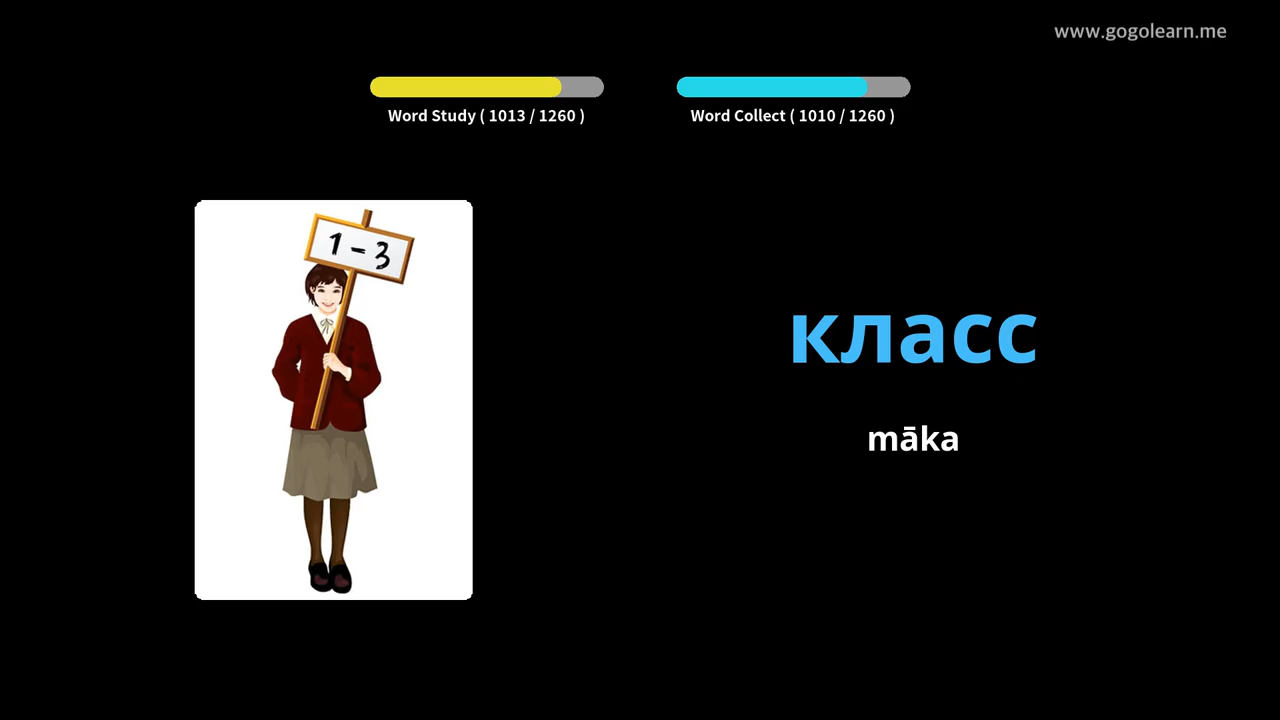 www.gogolearn.me
Word Study ( 1013 / 1260 )
Word Collect ( 1010 / 1260 )
1 - 3
класс
māka